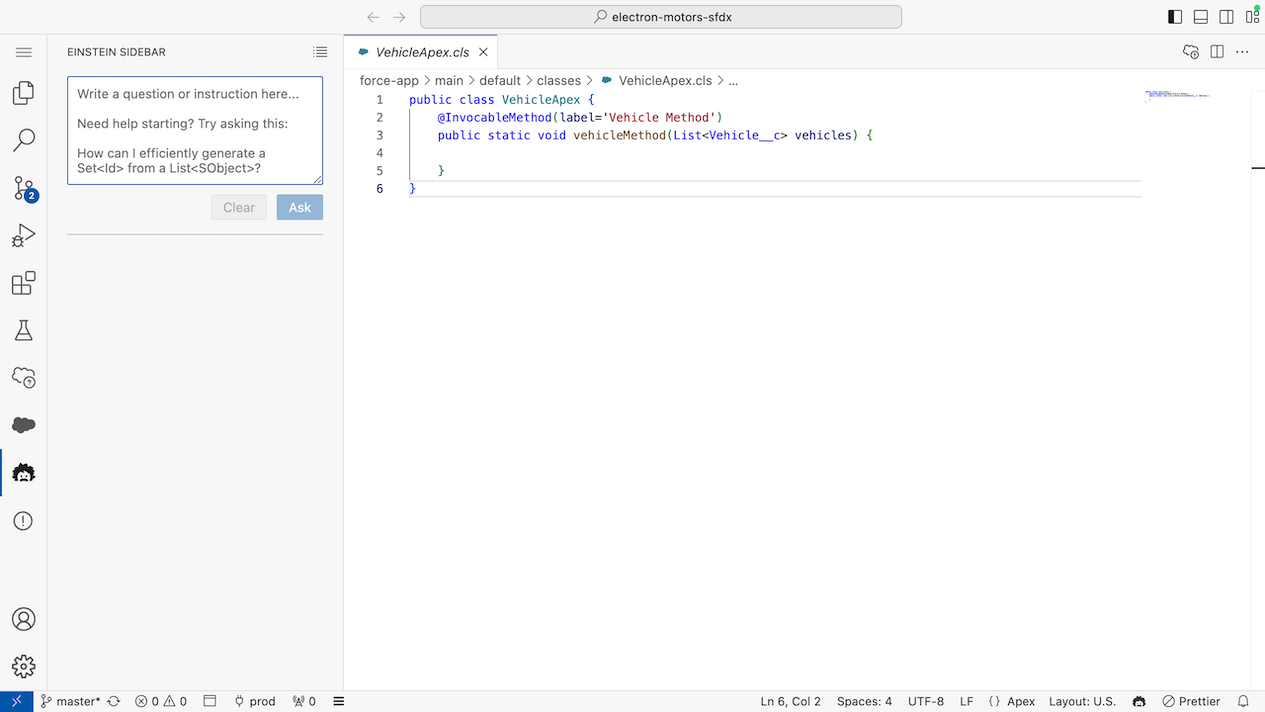 electron-motors-sfdx
EINSTEIN SIDEBAR
Write a question or instruction here...
Need help starting? Try asking this:
How can I efficiently generate a
Set<Id> from a List<SObject>?
Clear
Ask
2
VehicleApex.cls
force-app > main > default > classes > VehicleApex.cls > ...
1 public class VehicleApex {
2 @InvocableMethod(label='Vehicle Method')
3 public static void vehicleMethod(List<Vehicle__c> vehicles) {
4
5 }
6 }
master* 0 0 prod 0 Ln 6, Col 2 Spaces: 4 UTF-8 LF {} Apex Layout: U.S. Prettier